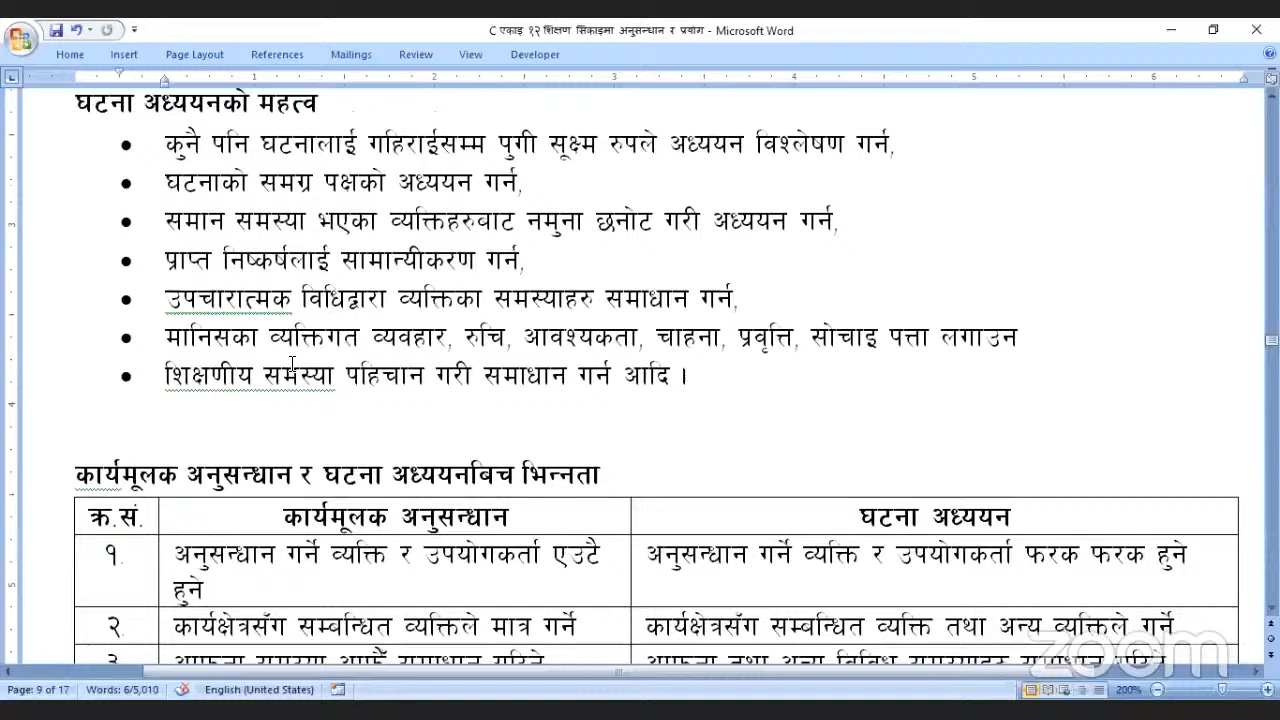 C एकाइ १२ शिक्षण सिकाइमा अनुसन्धान र प्रयोग - Microsoft Word
Home Insert Page Layout References Mailings Review View Developer
1 2 3 4 5 6
घटना अध्ययनको महत्व
• कुनै पनि घटनालाई गहिराईसम्म पुगी सूक्ष्म रुपले अध्ययन विश्लेषण गर्न,
• घटनाको समग्र पक्षको अध्ययन गर्न,
• समान समस्या भएका व्यक्तिहरुबाट नमुना छनोट गरी अध्ययन गर्न,
• प्राप्त निष्कर्षलाई सामान्यीकरण गर्न,
• उपचारात्मक विधिद्वारा व्यक्तिका समस्याहरु समाधान गर्न,
• मानिसका व्यक्तिगत व्यवहार, रुचि, आवश्यकता, चाहना, प्रवृत्ति, सोचाइ पत्ता लगाउन
• शिक्षणीय समस्या पहिचान गरी समाधान गर्न आदि ।
कार्यमूलक अनुसन्धान र घटना अध्ययनबिच भिन्नता
क्र.सं. कार्यमूलक अनुसन्धान घटना अध्ययन
१. अनुसन्धान गर्ने व्यक्ति र उपयोगकर्ता एउटै अनुसन्धान गर्ने व्यक्ति र उपयोगकर्ता फरक फरक हुने
हुने
२. कार्यक्षेत्रसँग सम्बन्धित व्यक्तिले मात्र गर्ने कार्यक्षेत्रसँग सम्बन्धित व्यक्ति तथा अन्य व्यक्तिले गर्ने
zoom
Page: 9 of 17 Words: 6/5,010 English (United States) 200%